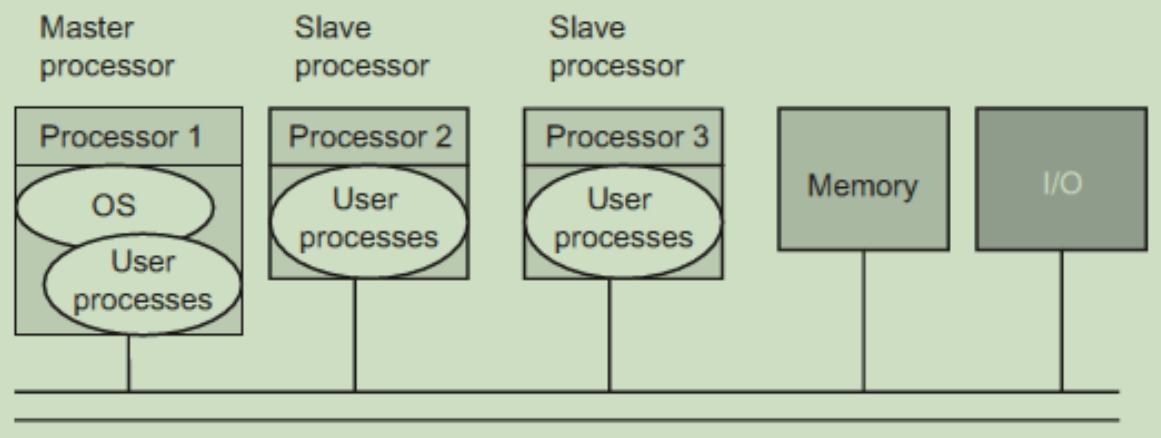 Master
processor
Slave
processor
Slave
processor
Processor 1
Processor 2
Processor 3
OS
User
processes
User
processes
User
processes
Memory
I/O